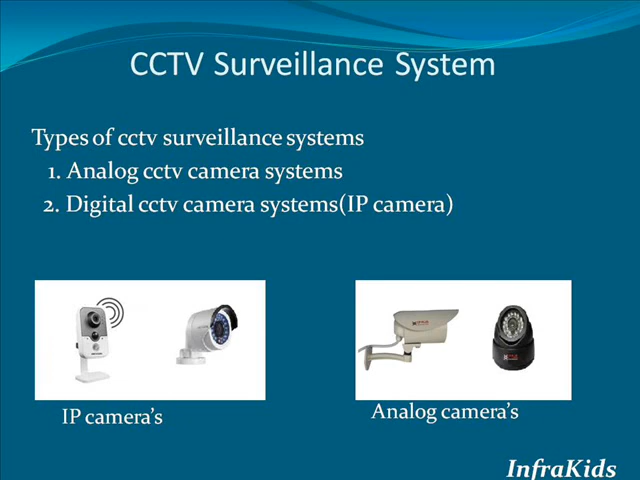 CCTV Surveillance System
Types of cctv surveillance systems
1. Analog cctv camera systems
2. Digital cctv camera systems(IP camera)
IP camera’s
Analog camera’s
InfraKids